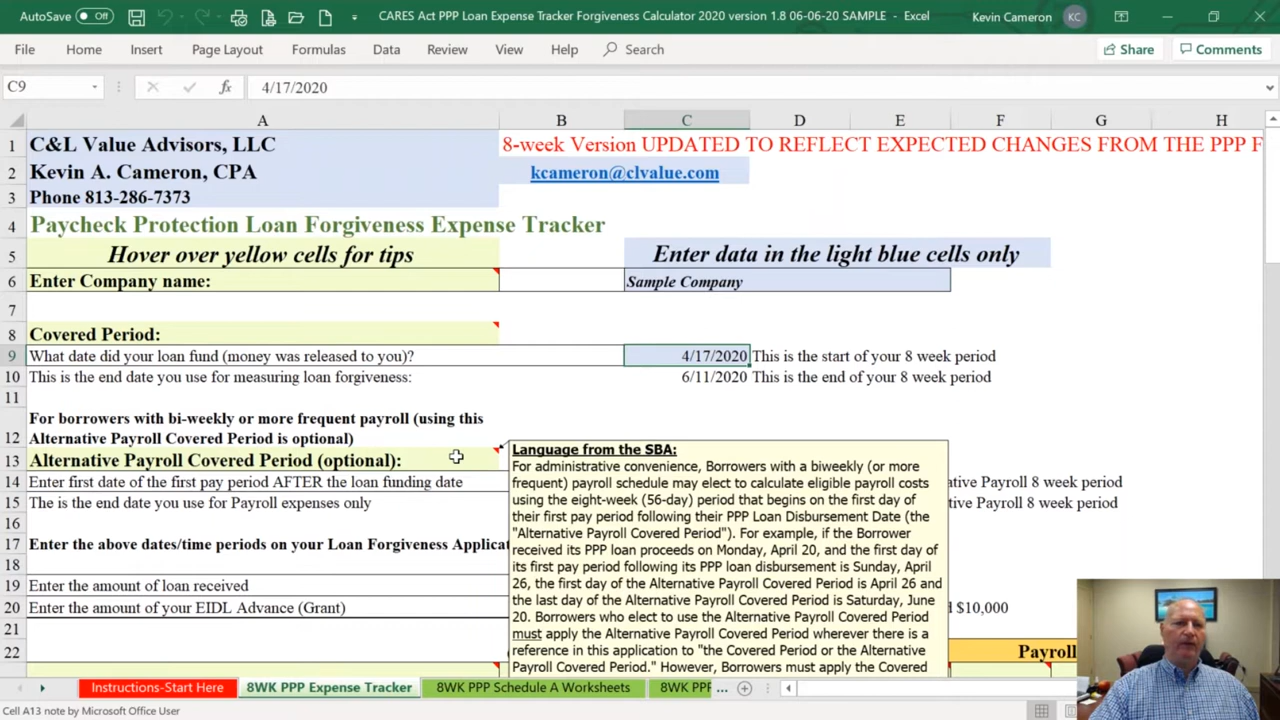 AutoSave Off CARES Act PPP Loan Expense Tracker Forgiveness Calculator 2020 version 1.8 06-06-20 SAMPLE - Excel Kevin Cameron KC
File Home Insert Page Layout Formulas Data Review View Help Search Share Comments
C9 fx 4/17/2020
A B C D E F G H
1 C&L Value Advisors, LLC 8-week Version UPDATED TO REFLECT EXPECTED CHANGES FROM THE PPP F
2 Kevin A. Cameron, CPA kcameron@clvalue.com
3 Phone 813-286-7373
4 Paycheck Protection Loan Forgiveness Expense Tracker
5 Hover over yellow cells for tips Enter data in the light blue cells only
6 Enter Company name: Sample Company
7
8 Covered Period:
9 What date did your loan fund (money was released to you)? 4/17/2020 This is the start of your 8 week period
10 This is the end date you use for measuring loan forgiveness: 6/11/2020 This is the end of your 8 week period
11
For borrowers with bi-weekly or more frequent payroll (using this
12 Alternative Payroll Covered Period is optional)
13 Alternative Payroll Covered Period (optional):
14 Enter first date of the first pay period AFTER the loan funding date ative Payroll 8 week period
15 This is the end date you use for Payroll expenses only tive Payroll 8 week period
16
17 Enter the above dates/time periods on your Loan Forgiveness Applicat
18
19 Enter the amount of loan received
20 Enter the amount of your EIDL Advance (Grant) d $10,000
21
22 Payroll
Language from the SBA:
For administrative convenience, Borrowers with a biweekly (or more
frequent) payroll schedule may elect to calculate eligible payroll costs
using the eight-week (56-day) period that begins on the first day of
their first pay period following their PPP Loan Disbursement Date (the
"Alternative Payroll Covered Period"). For example, if the Borrower
received its PPP loan proceeds on Monday, April 20, and the first day of
its first pay period following its PPP loan disbursement is Sunday, April
26, the first day of the Alternative Payroll Covered Period is April 26 and
the last day of the Alternative Payroll Covered Period is Saturday, June
20. Borrowers who elect to use the Alternative Payroll Covered Period
must apply the Alternative Payroll Covered Period wherever there is a
reference in this application to "the Covered Period or the Alternative
Payroll Covered Period." However, Borrowers must apply the Covered
Instructions-Start Here 8WK PPP Expense Tracker 8WK PPP Schedule A Worksheets 8WK PPF ...
Cell A13 note by Microsoft Office User